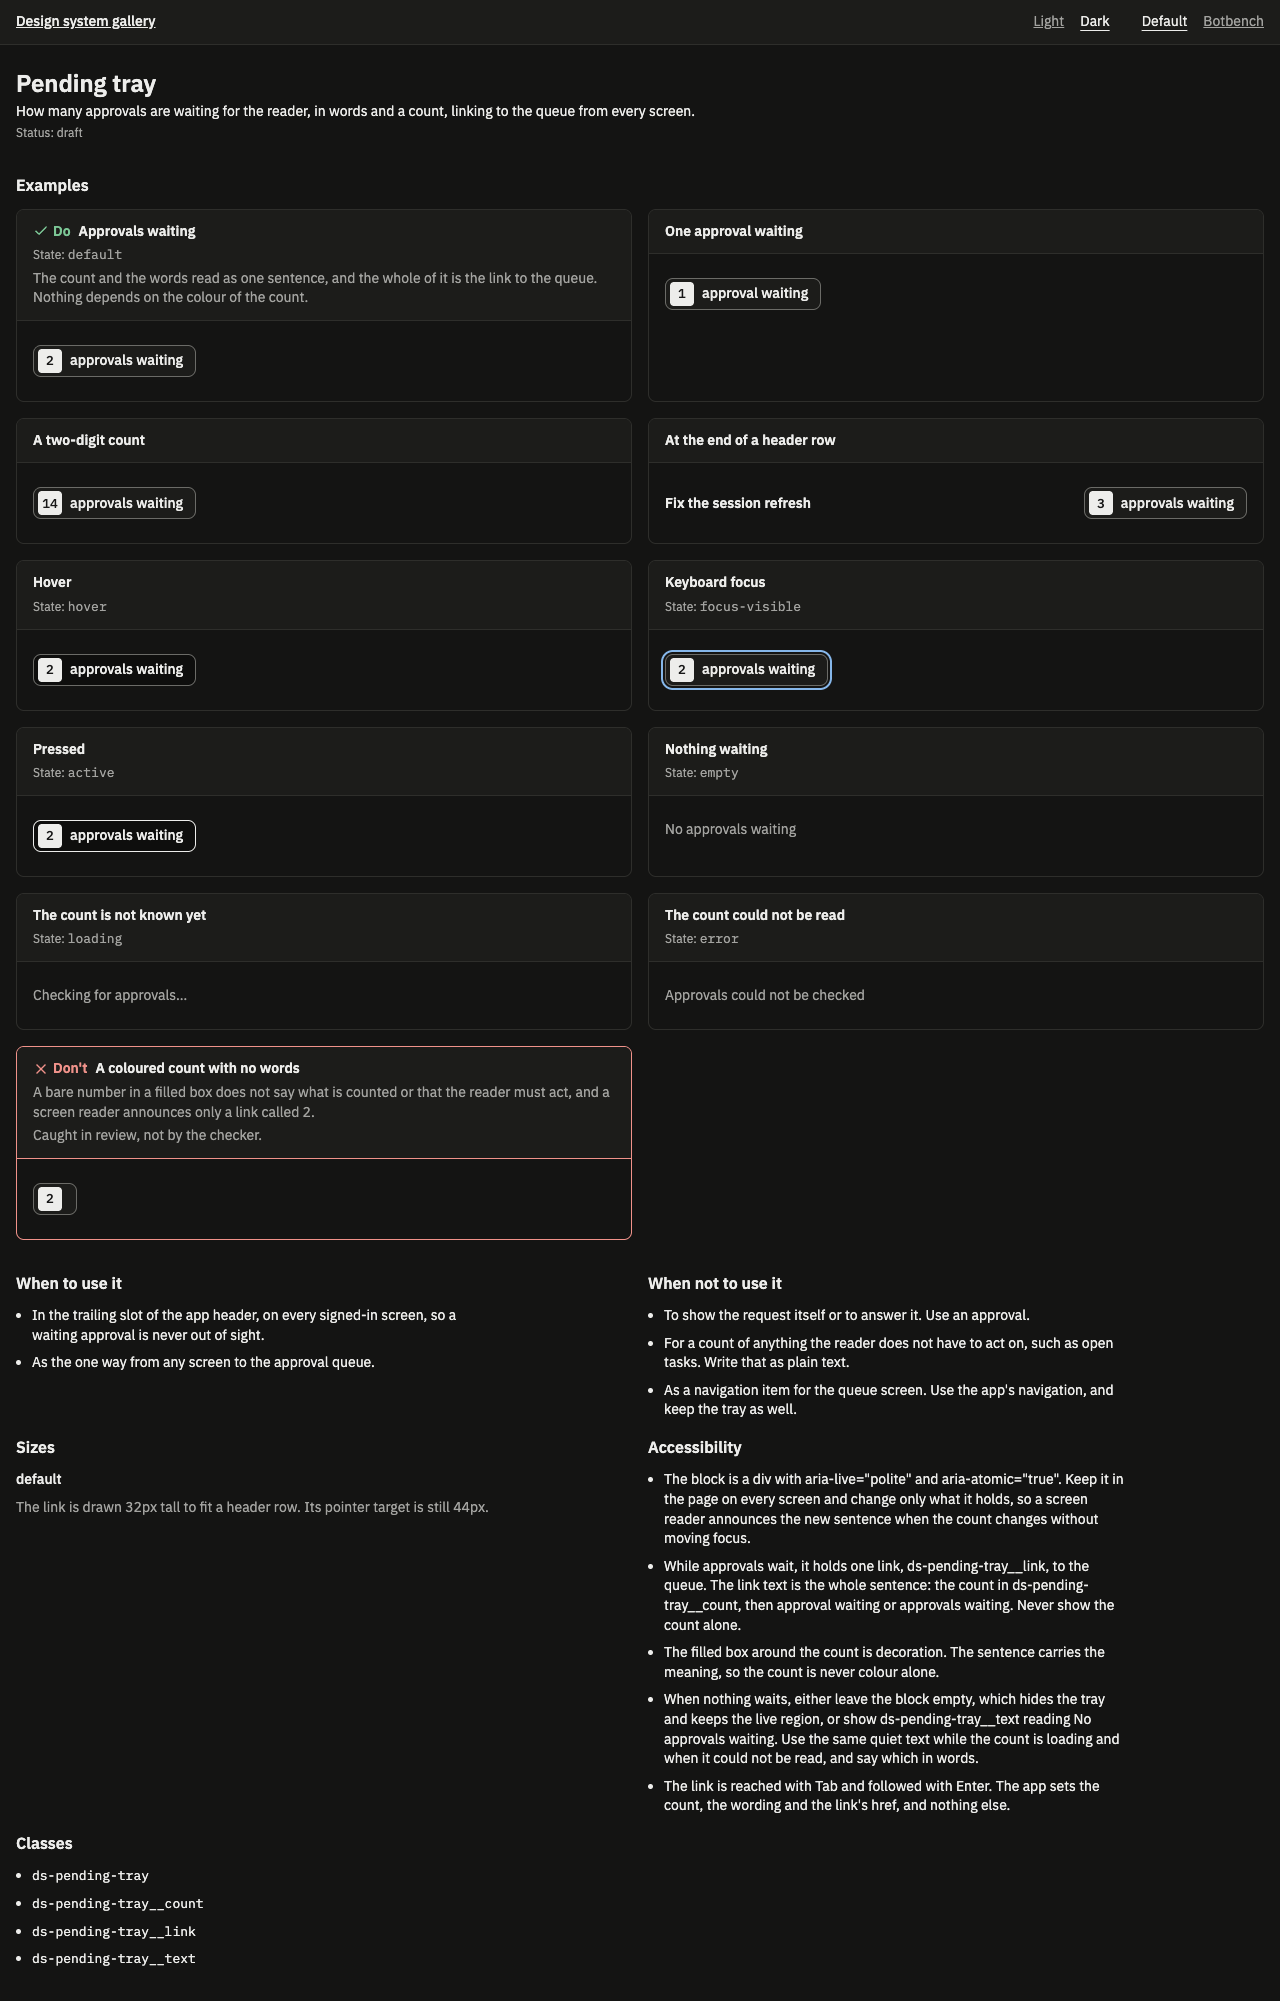 Design system gallery
Light Dark Default Botbench
Pending tray
How many approvals are waiting for the reader, in words and a count, linking to the queue from every screen.
Status: draft
Examples
Do Approvals waiting
State: default
The count and the words read as one sentence, and the whole of it is the link to the queue.
Nothing depends on the colour of the count.
2 approvals waiting
One approval waiting
1 approval waiting
A two-digit count
14 approvals waiting
At the end of a header row
Fix the session refresh
3 approvals waiting
Hover
State: hover
2 approvals waiting
Keyboard focus
State: focus-visible
2 approvals waiting
Pressed
State: active
2 approvals waiting
Nothing waiting
State: empty
No approvals waiting
The count is not known yet
State: loading
Checking for approvals...
The count could not be read
State: error
Approvals could not be checked
Don't A coloured count with no words
A bare number in a filled box does not say what is counted or that the reader must act, and a
screen reader announces only a link called 2.
Caught in review, not by the checker.
2
When to use it
• In the trailing slot of the app header, on every signed-in screen, so a
waiting approval is never out of sight.
• As the one way from any screen to the approval queue.
When not to use it
• To show the request itself or to answer it. Use an approval.
• For a count of anything the reader does not have to act on, such as open
tasks. Write that as plain text.
• As a navigation item for the queue screen. Use the app's navigation, and
keep the tray as well.
Sizes
default
The link is drawn 32px tall to fit a header row. Its pointer target is still 44px.
Accessibility
• The block is a div with aria-live="polite" and aria-atomic="true". Keep it in
the page on every screen and change only what it holds, so a screen
reader announces the new sentence when the count changes without
moving focus.
• While approvals wait, it holds one link, ds-pending-tray__link, to the
queue. The link text is the whole sentence: the count in ds-pending-
tray__count, then approval waiting or approvals waiting. Never show the
count alone.
• The filled box around the count is decoration. The sentence carries the
meaning, so the count is never colour alone.
• When nothing waits, either leave the block empty, which hides the tray
and keeps the live region, or show ds-pending-tray__text reading No
approvals waiting. Use the same quiet text while the count is loading and
when it could not be read, and say which in words.
• The link is reached with Tab and followed with Enter. The app sets the
count, the wording and the link's href, and nothing else.
Classes
• ds-pending-tray
• ds-pending-tray__count
• ds-pending-tray__link
• ds-pending-tray__text